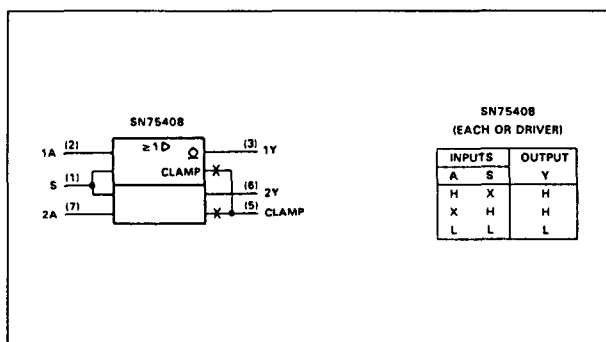 SN75408
1A (2) ≥1 ▷ ◇ (3) 1Y
CLAMP
S (1)
(6) 2Y
2A (7)
(5) CLAMP
SN75408
(EACH OR DRIVER)
INPUTS OUTPUT
A S Y
H X H
X H H
L L L